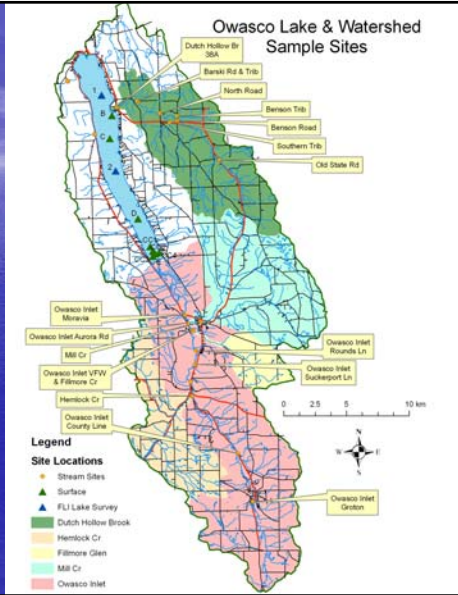 Owasco Lake & Watershed
Sample Sites
Dutch Hollow Br
38A
Barski Rd & Trib
North Road
Benson Trib
Benson Road
Southern Trib
Old State Rd
1
B
C
2
D
Owasco Inlet
Moravia
Owasco Inlet Aurora Rd
Mill Cr
Owasco Inlet VFW
& Fillmore Cr
Hemlock Cr
Owasco Inlet
County Line
Owasco Inlet
Rounds Ln
Owasco Inlet
Suckerport Ln
0 2.5 5 10 km
N
W E
S
Owasco Inlet
Groton
Legend
Site Locations
Stream Sites
Surface
FLI Lake Survey
Dutch Hollow Brook
Hemlock Cr
Fillmore Glen
Mill Cr
Owasco Inlet